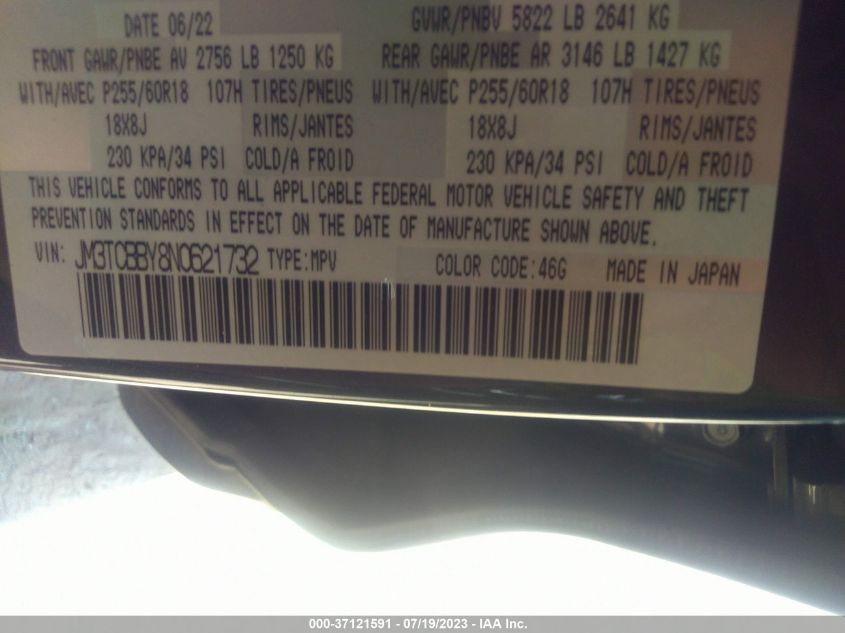 DATE 06/22 GVWR/PNBV 5822 LB 2641 KG
FRONT GAWR/PNBE AV 2756 LB 1250 KG REAR GAWR/PNBE AR 3146 LB 1427 KG
WITH/AVEC P255/60R18 107H TIRES/PNEUS WITH/AVEC P255/60R18 107H TIRES/PNEUS
18X8J RIMS/JANTES 18X8J RIMS/JANTES
230 KPA/34 PSI COLD/A FROID 230 KPA/34 PSI COLD/A FROID
THIS VEHICLE CONFORMS TO ALL APPLICABLE FEDERAL MOTOR VEHICLE SAFETY AND THEFT
PREVENTION STANDARDS IN EFFECT ON THE DATE OF MANUFACTURE SHOWN ABOVE.
VIN: JM3TCBBY8N0621732 TYPE:MPV COLOR CODE:46G MADE IN JAPAN
000-37121591 - 07/19/2023 - IAA Inc.